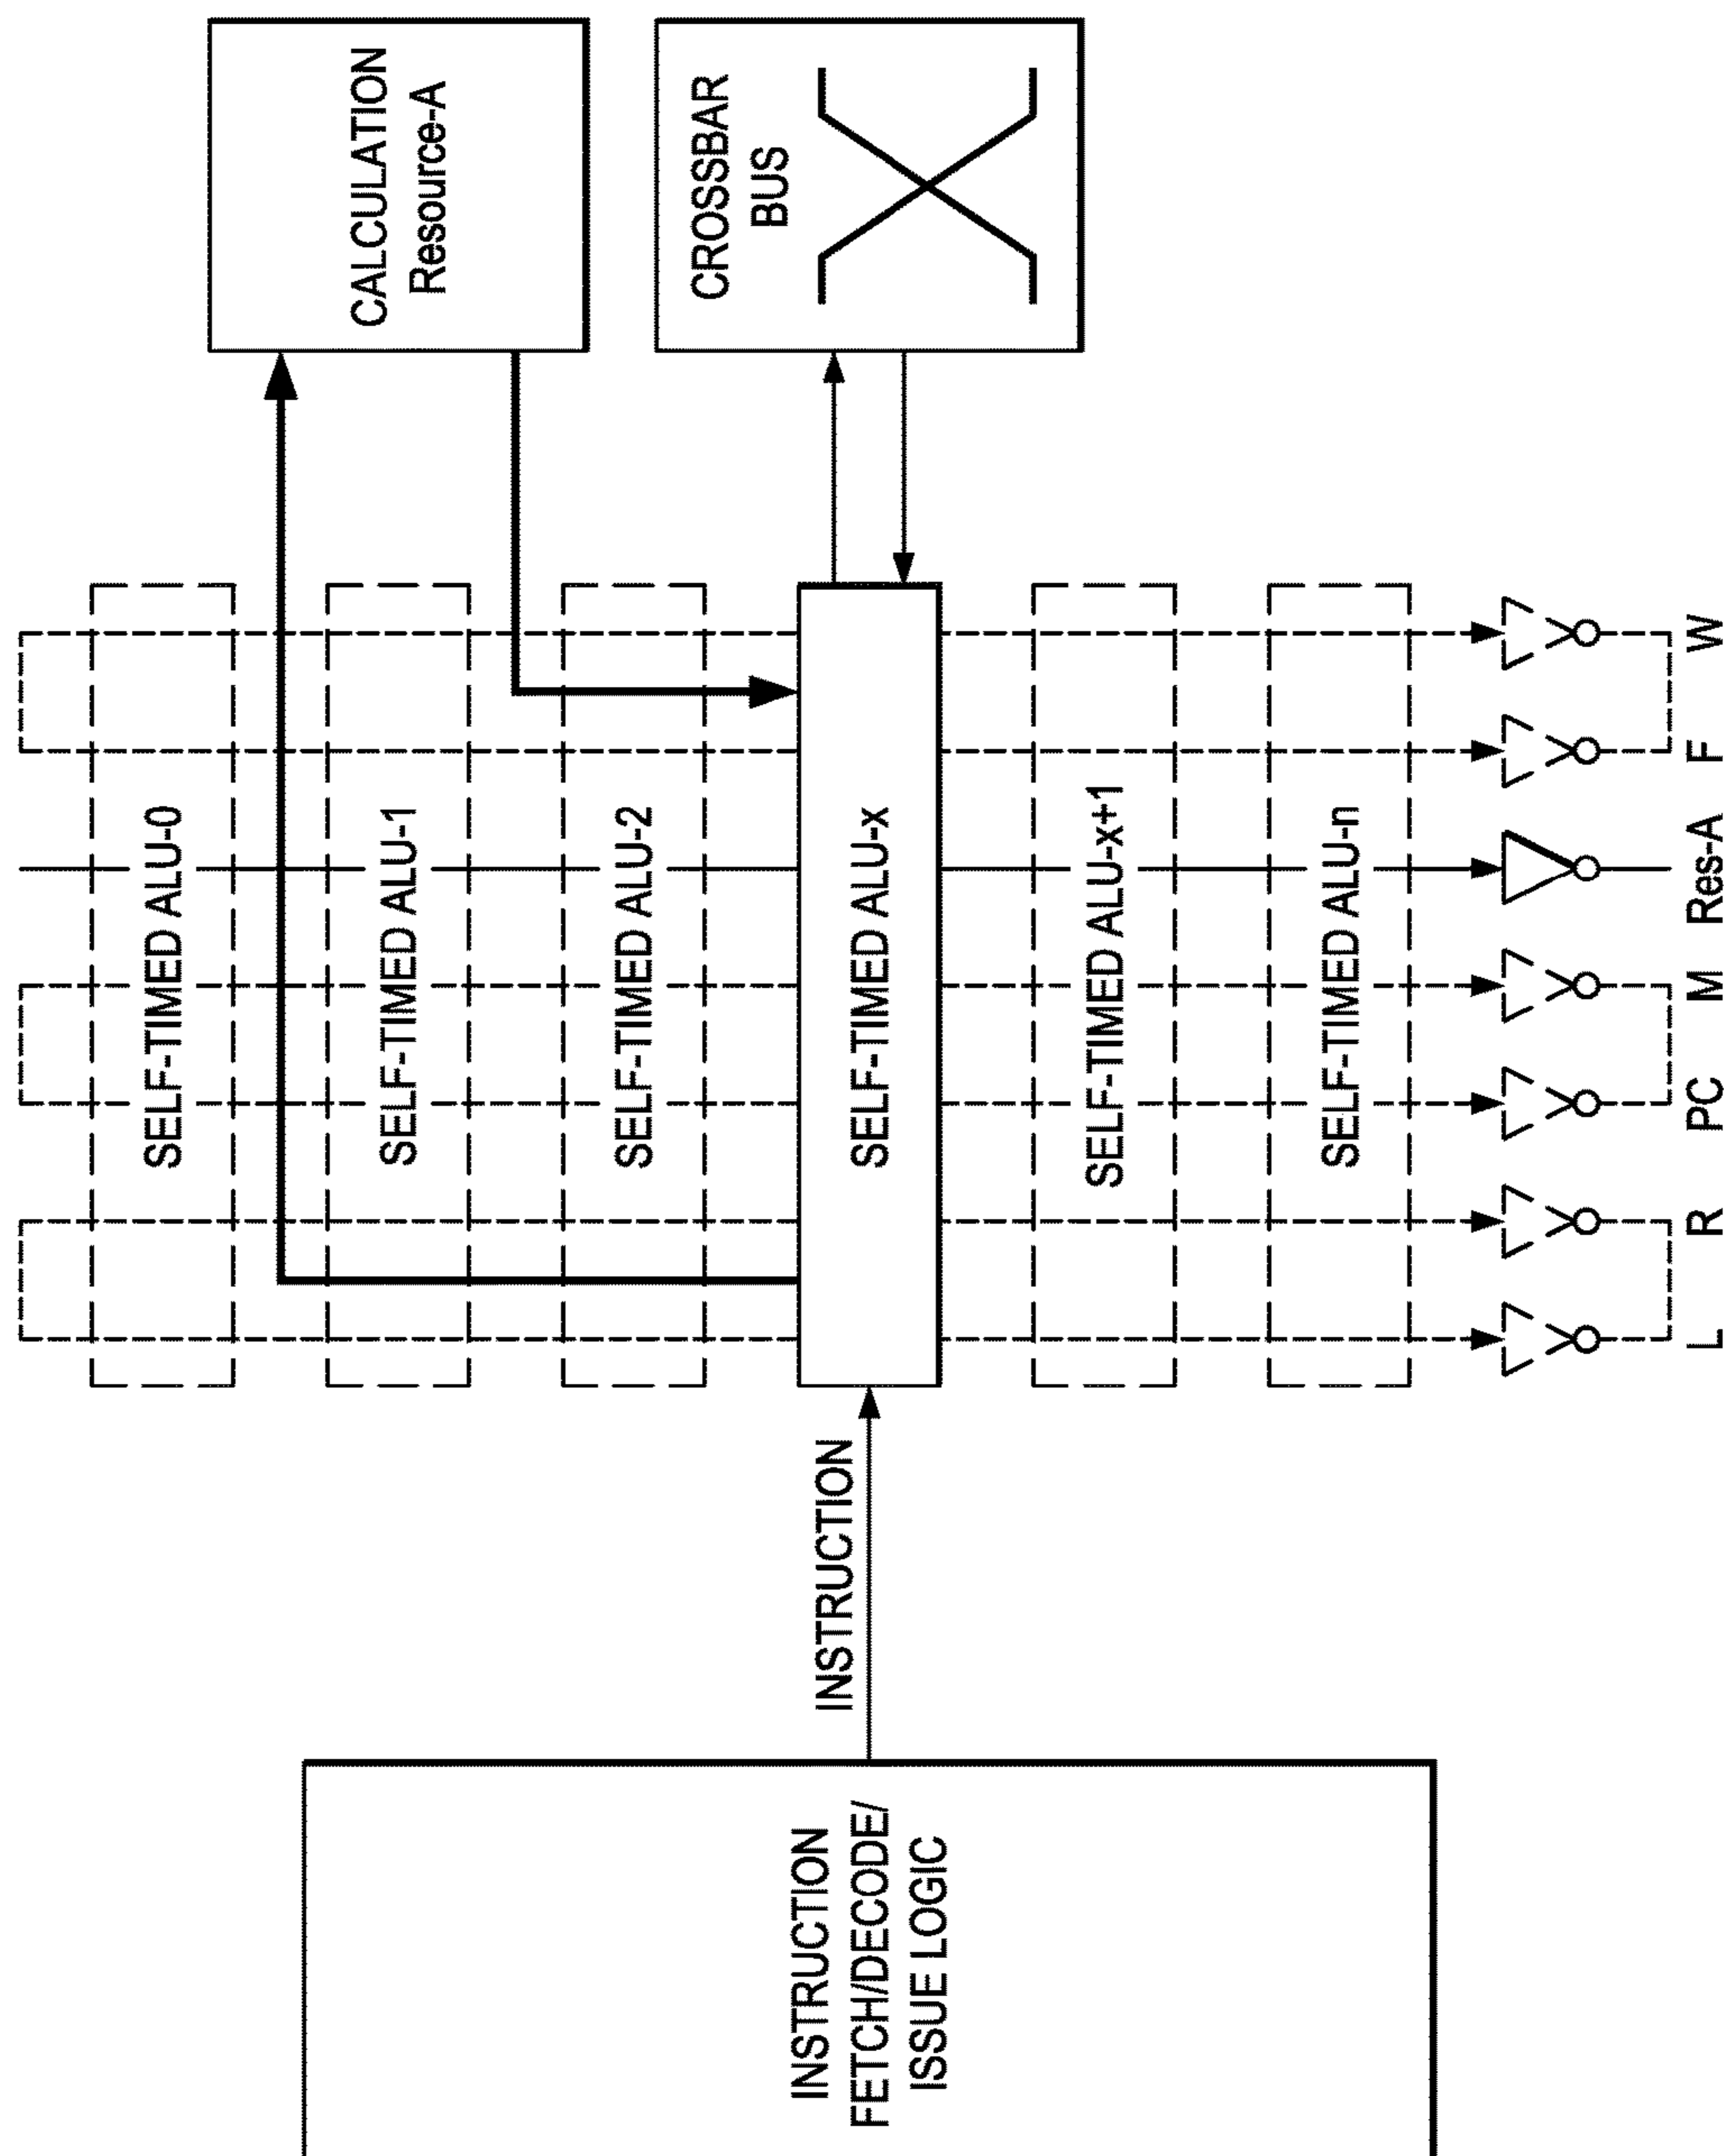 CALCULATION
Resource-A
CROSSBAR
BUS
SELF-TIMED ALU-0
SELF-TIMED ALU-1
SELF-TIMED ALU-2
SELF-TIMED ALU-x
SELF-TIMED ALU-x+1
SELF-TIMED ALU-n
INSTRUCTION
INSTRUCTION
FETCH/DECODE/
ISSUE LOGIC
L
R
PC
M
Res-A
F
W